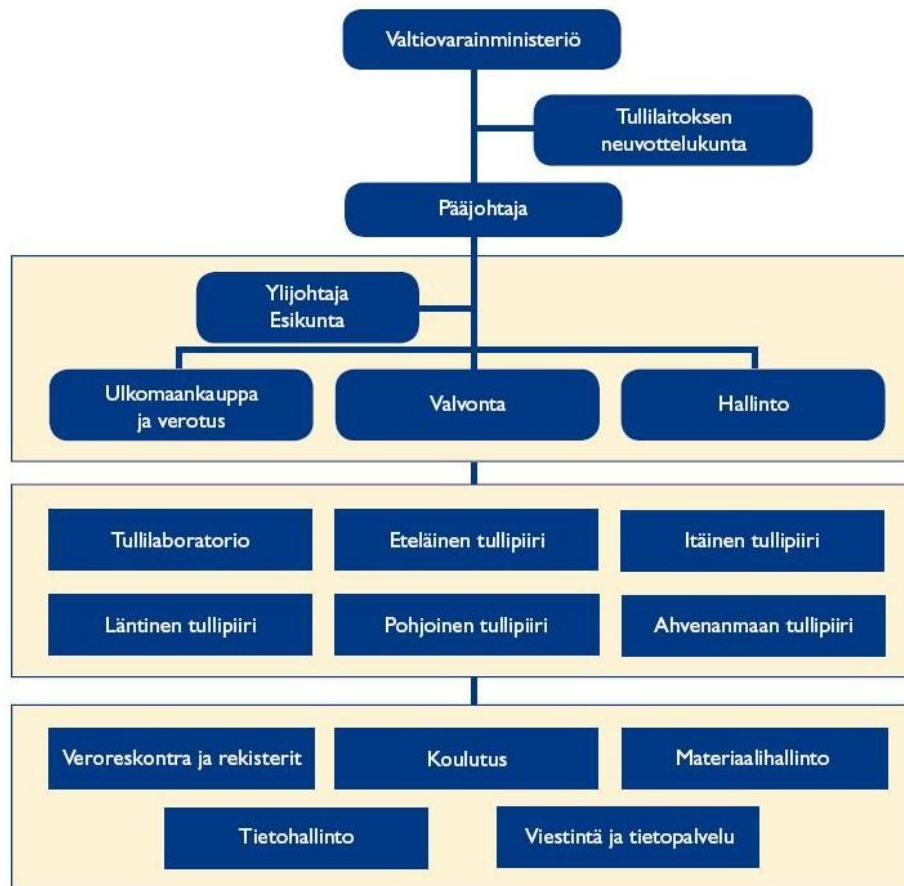 Valtiovarainministeriö
Tullilaitoksen
neuvottelukunta
Pääjohtaja
Ylijohtaja
Esikunta
Ulkomaankauppa
ja verotus
Valvonta
Hallinto
Tullilaboratorio
Eteläinen tullipiiri
Itäinen tullipiiri
Läntinen tullipiiri
Pohjoinen tullipiiri
Ahvenanmaan tullipiiri
Veroreskontra ja rekisterit
Koulutus
Materiaalihallinto
Tietohallinto
Viestintä ja tietopalvelu